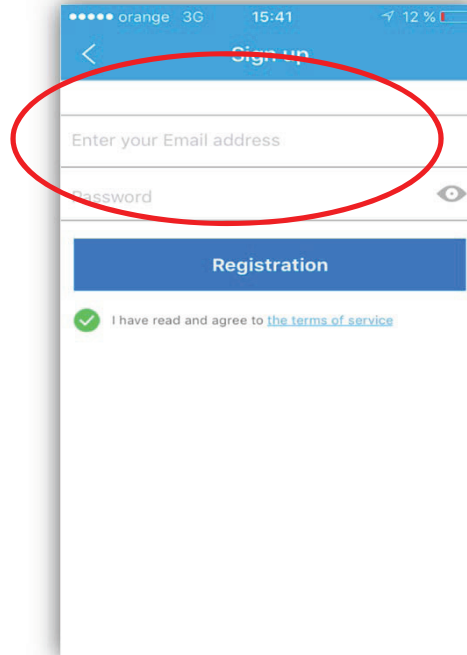 orange 3G 15:41 12 %
Sign up
Enter your Email address
Password
Registration
I have read and agree to the terms of service